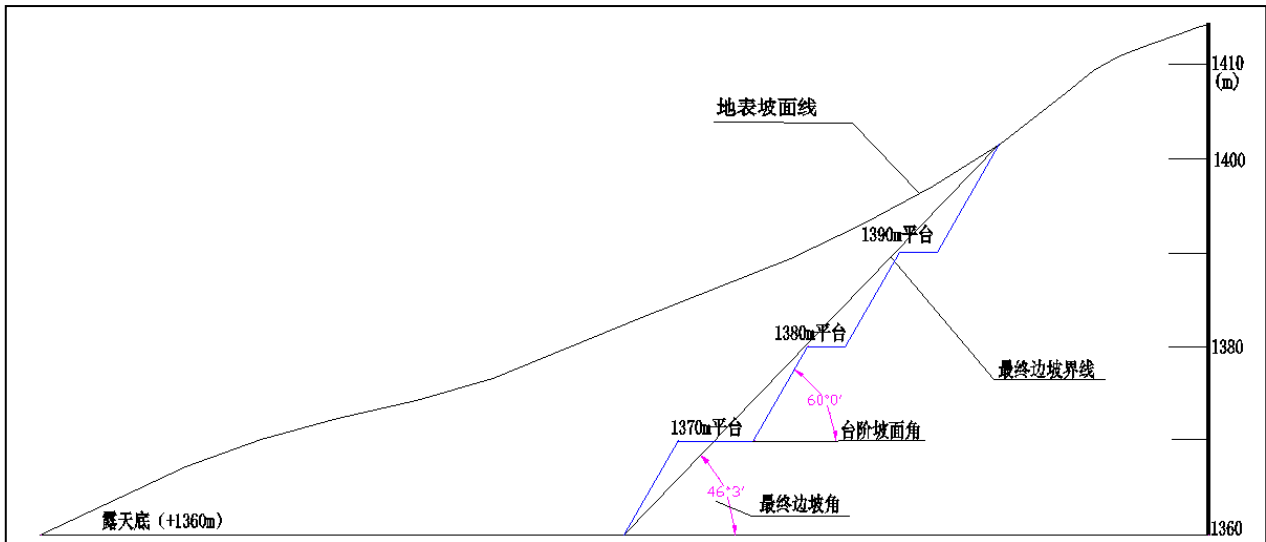 1410
(m)
地表坡面线
1400
1390m平台
1380m平台
1380
最终边坡界线
60°0′
1370m平台
台阶坡面角
46°3′
最终边坡角
露天底（+1360m）
1360